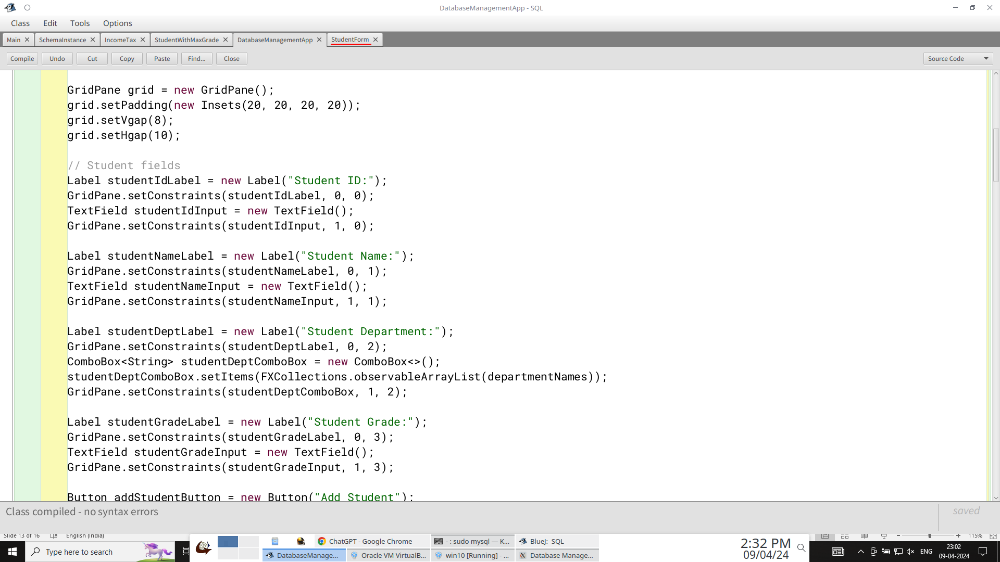 DatabaseManagementApp - SQL
Class Edit Tools Options
Main SchemaInstance IncomeTax StudentWithMaxGrade DatabaseManagementApp StudentForm
Compile Undo Cut Copy Paste Find... Close Source Code
GridPane grid = new GridPane();
grid.setPadding(new Insets(20, 20, 20, 20));
grid.setVgap(8);
grid.setHgap(10);
// Student fields
Label studentIdLabel = new Label("Student ID:");
GridPane.setConstraints(studentIdLabel, 0, 0);
TextField studentIdInput = new TextField();
GridPane.setConstraints(studentIdInput, 1, 0);
Label studentNameLabel = new Label("Student Name:");
GridPane.setConstraints(studentNameLabel, 0, 1);
TextField studentNameInput = new TextField();
GridPane.setConstraints(studentNameInput, 1, 1);
Label studentDeptLabel = new Label("Student Department:");
GridPane.setConstraints(studentDeptLabel, 0, 2);
ComboBox<String> studentDeptComboBox = new ComboBox<>();
studentDeptComboBox.setItems(FXCollections.observableArrayList(departmentNames));
GridPane.setConstraints(studentDeptComboBox, 1, 2);
Label studentGradeLabel = new Label("Student Grade:");
GridPane.setConstraints(studentGradeLabel, 0, 3);
TextField studentGradeInput = new TextField();
GridPane.setConstraints(studentGradeInput, 1, 3);
Button addStudentButton = new Button("Add Student");
Class compiled - no syntax errors
saved
Slide 13 of 16 English (India) 115%
ChatGPT - Google Chrome - : sudo mysql — K... BlueJ: SQL
DatabaseManage... Oracle VM VirtualB... win10 [Running] - ... Database Manage...
2:32 PM
09/04/24
Type here to search
ENG
23:02
09-04-2024